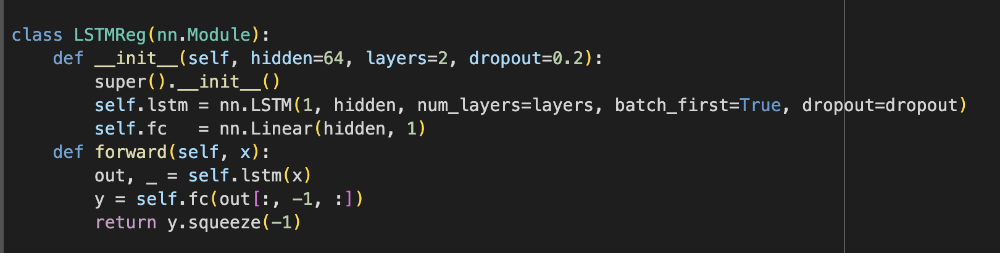 class LSTMReg(nn.Module):
    def __init__(self, hidden=64, layers=2, dropout=0.2):
        super().__init__()
        self.lstm = nn.LSTM(1, hidden, num_layers=layers, batch_first=True, dropout=dropout)
        self.fc   = nn.Linear(hidden, 1)
    def forward(self, x):
        out, _ = self.lstm(x)
        y = self.fc(out[:, -1, :])
        return y.squeeze(-1)